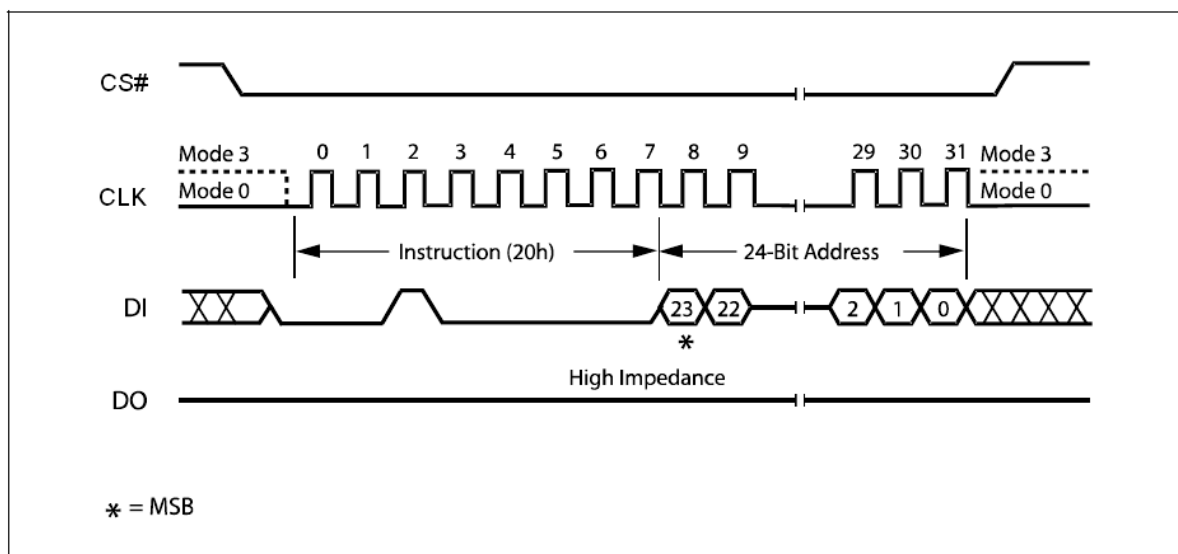 CS#
Mode 3 0 1 2 3 4 5 6 7 8 9 29 30 31 Mode 3
CLK Mode 0 Mode 0
Instruction (20h) 24-Bit Address
DI 23 22 2 1 0
*
High Impedance
DO
* = MSB